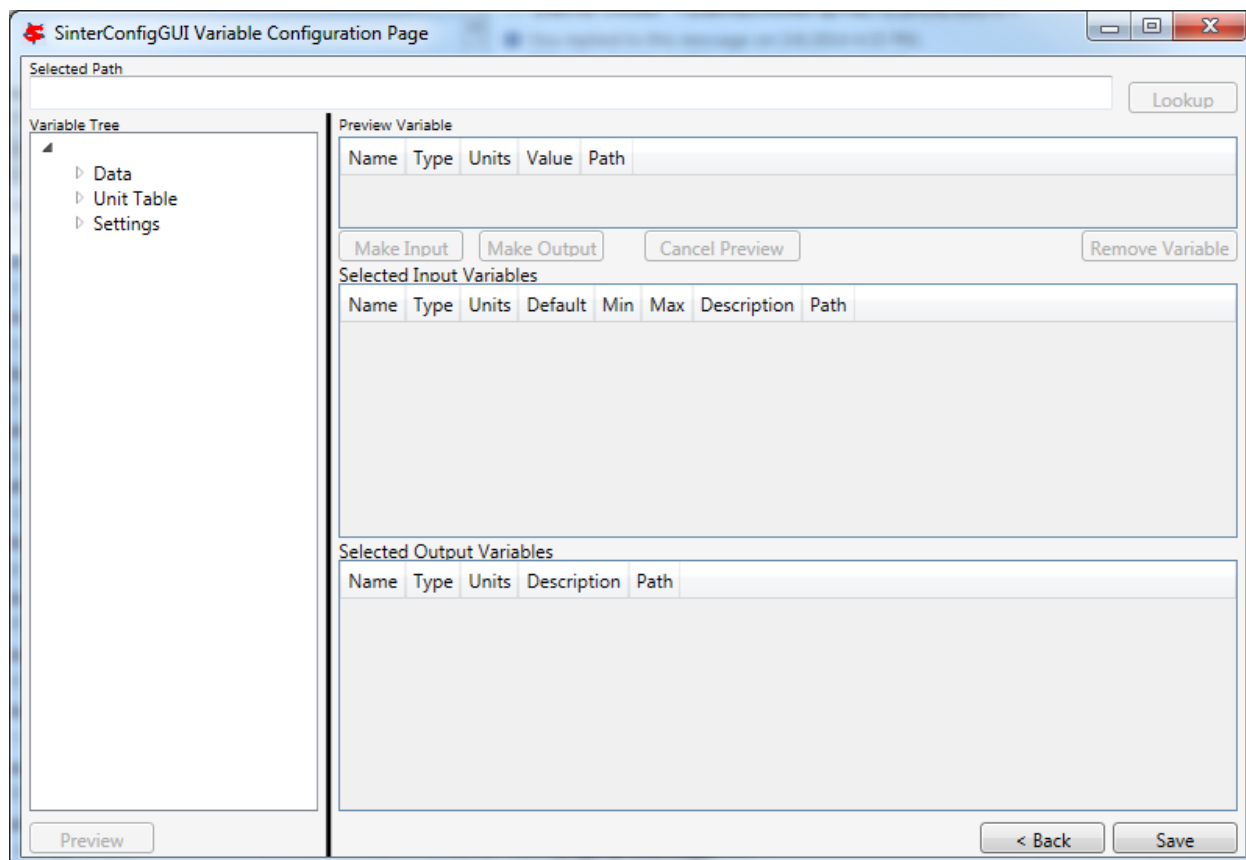 SinterConfigGUI Variable Configuration Page
Selected Path
Lookup
Variable Tree
Data
Unit Table
Settings
Preview
Preview Variable
Name Type Units Value Path
Make Input Make Output Cancel Preview Remove Variable
Selected Input Variables
Name Type Units Default Min Max Description Path
Selected Output Variables
Name Type Units Description Path
< Back Save